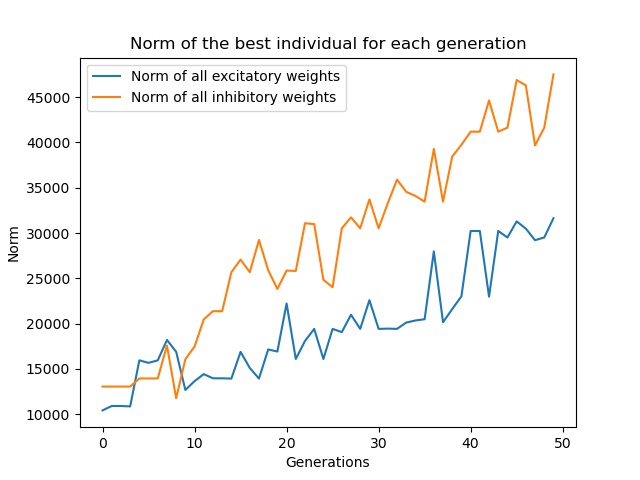 Norm of the best individual for each generation
Norm of all excitatory weights
Norm of all inhibitory weights
45000
40000
35000
30000
25000
20000
15000
10000
Norm
0 10 20 30 40 50
Generations